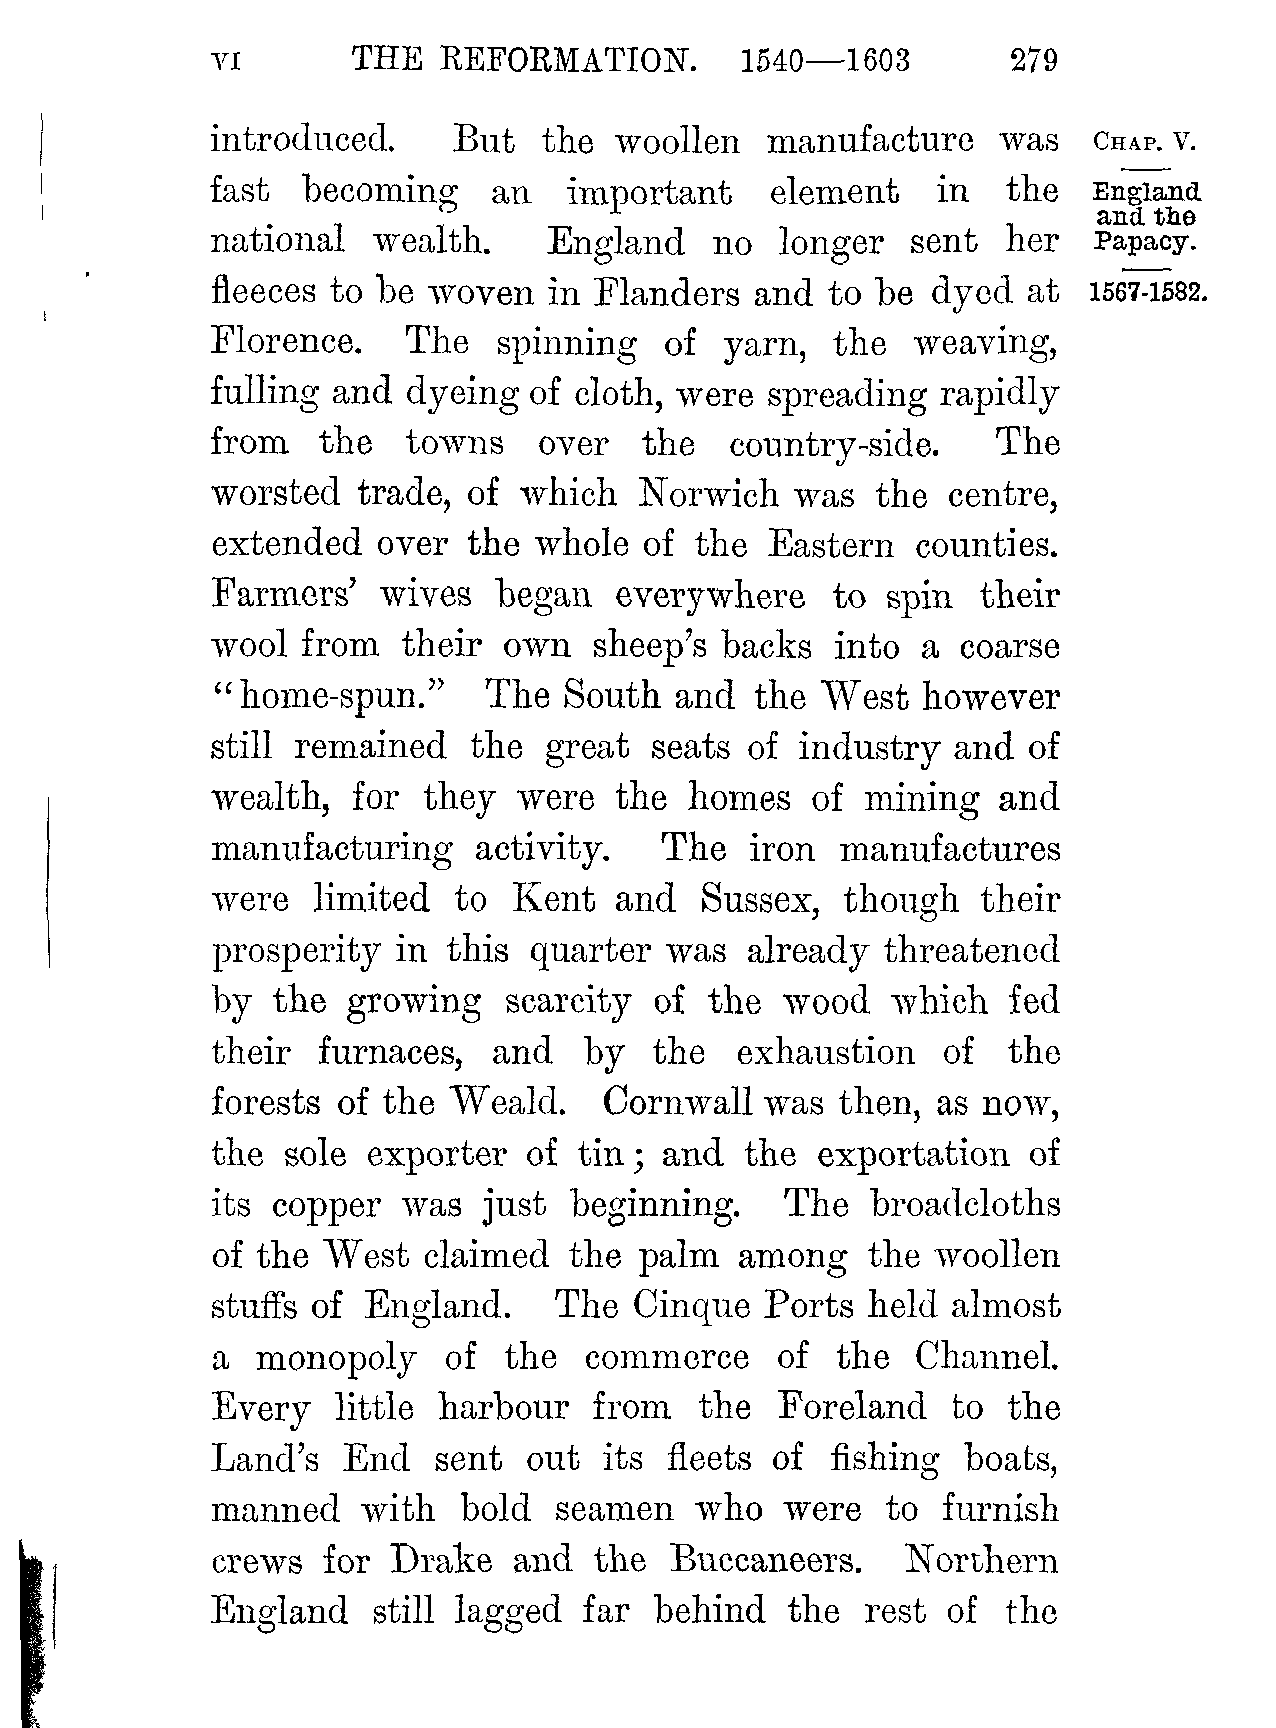 VI THE REFORMATION. 1540—1603 279
introduced. But the woollen manufacture was
fast becoming an important element in the
national wealth. England no longer sent her
fleeces to be woven in Flanders and to be dyed at
Florence. The spinning of yarn, the weaving,
fulling and dyeing of cloth, were spreading rapidly
from the towns over the country-side. The
worsted trade, of which Norwich was the centre,
extended over the whole of the Eastern counties.
Farmers' wives began everywhere to spin their
wool from their own sheep's backs into a coarse
"home-spun." The South and the West however
still remained the great seats of industry and of
wealth, for they were the homes of mining and
manufacturing activity. The iron manufactures
were limited to Kent and Sussex, though their
prosperity in this quarter was already threatened
by the growing scarcity of the wood which fed
their furnaces, and by the exhaustion of the
forests of the Weald. Cornwall was then, as now,
the sole exporter of tin; and the exportation of
its copper was just beginning. The broadcloths
of the West claimed the palm among the woollen
stuffs of England. The Cinque Ports held almost
a monopoly of the commerce of the Channel.
Every little harbour from the Foreland to the
Land's End sent out its fleets of fishing boats,
manned with bold seamen who were to furnish
crews for Drake and the Buccaneers. Northern
England still lagged far behind the rest of the
CHAP. V.
England
and the
Papacy.
1567-1582.